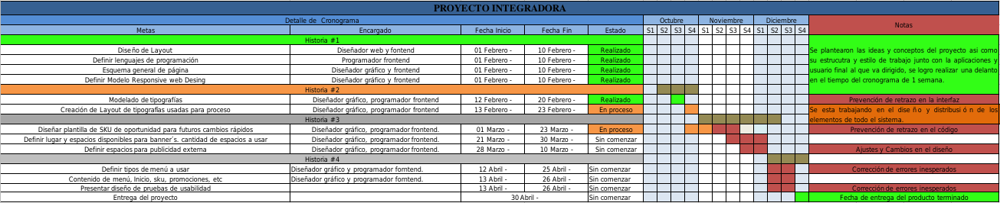 PROYECTO INTEGRADORA
Detalle de Cronograma Octubre Noviembre Diciembre Notas
Metas Encargado Fecha Inicio Fecha Fin Estado S1 S2 S3 S4 S1 S2 S3 S4 S1 S2 S3 S4
Historia #1
Diseño de Layout Diseñador web y fontend 01 Febrero - 10 Febrero - Realizado
Definir lenguajes de programación Programador frontend 01 Febrero - 10 Febrero - Realizado
Esquema general de página Diseñador gráfico y frontend 01 Febrero - 10 Febrero - Realizado
Definir Modelo Responsive web Desing Diseñador gráfico y frontend 01 Febrero - 10 Febrero - Realizado
Se plantearon las ideas y conceptos del proyecto asi como
su estrucutra y estilo de trabajo junto con la aplicaciones y
usuario final al que va dirigido, se logro realizar una delanto
en el tiempo del cronograma de 1 semana.
Historia #2
Modelado de tipografías Diseñador gráfico, programador frontend 12 Febrero - 20 Febrero - Realizado Prevención de retrazo en la interfaz
Creación de Layout de tipografías usadas para proceso Diseñador gráfico, programador frontend 13 Febrero - 23 Febrero - En proceso
Se esta trabajando en el diseño y distribusión de los
elementos de todo el sistema.
Historia #3
Diseñar plantilla de SKU de oportunidad para futuros cambios rápidos Diseñador gráfico, programador frontend. 01 Marzo - 23 Marzo - En proceso Prevención de retrazo en el código
Definir lugar y espacios disponibles para banner´s. cantidad de espacios a usar Diseñador gráfico, programador frontend. 21 Marzo - 30 Marzo - Sin comenzar
Definir espacios para publicidad externa Diseñador gráfico, programador frontend. 28 Marzo - 10 Marzo - Sin comenzar Ajustes y Cambios en el diseño
Historia #4
Definir tipos de menú a usar Diseñador gráfico y programador forntend. 12 Abril - 25 Abril - Sin comenzar Corrección de errores inesperados
Contenido de menú, Inicio, sku, promociones, etc Diseñador gráfico y programador forntend. 13 Abril - 26 Abril - Sin comenzar
Presentar diseño de pruebas de usabilidad 13 Abril - 26 Abril - Sin comenzar Corrección de errores inesperados
Entrega del proyecto 30 Abril - Sin comenzar Fecha de entrega del producto terminado